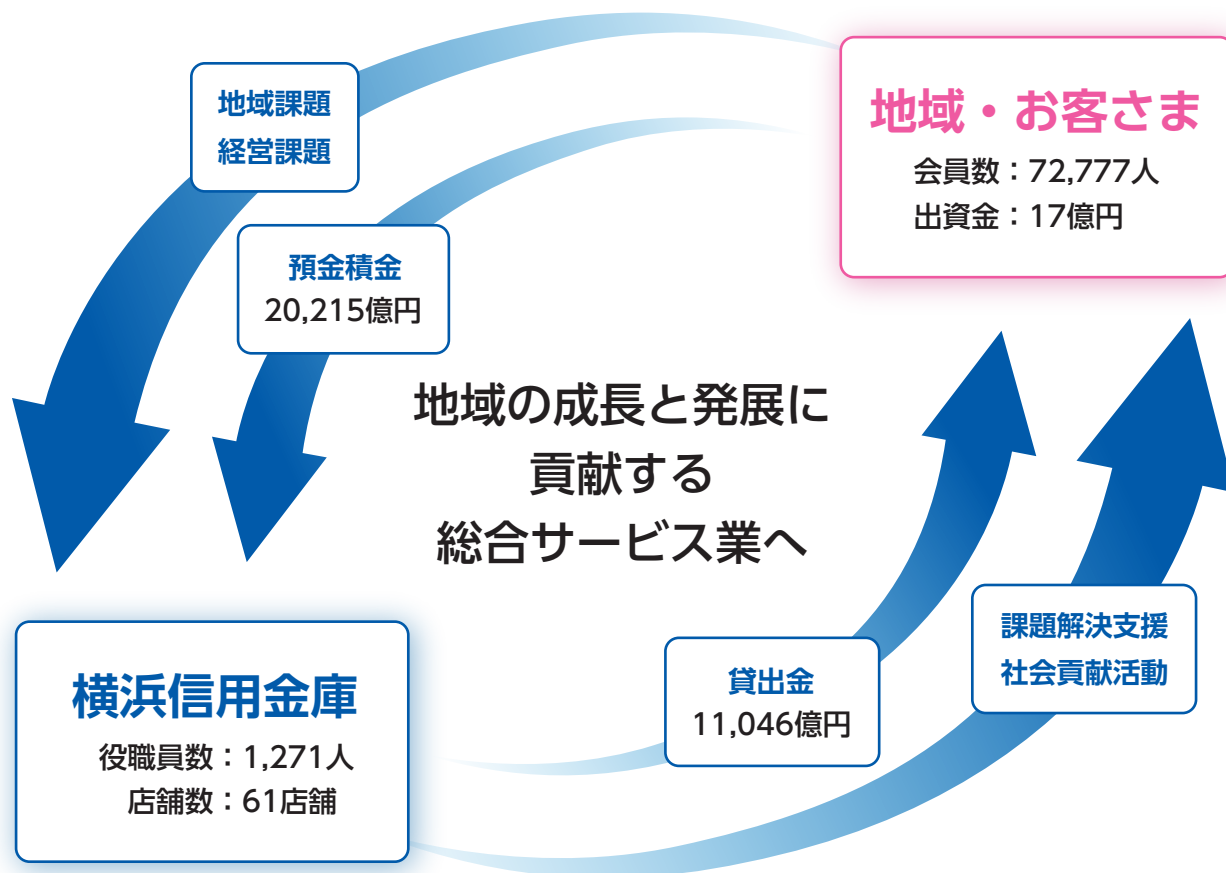 地域課題
経営課題
地域・お客さま
会員数：72,777人
出資金：17億円
預金積金
20,215億円
地域の成長と発展に
貢献する
総合サービス業へ
課題解決支援
社会貢献活動
貸出金
11,046億円
横浜信用金庫
役職員数：1,271人
店舗数：61店舗